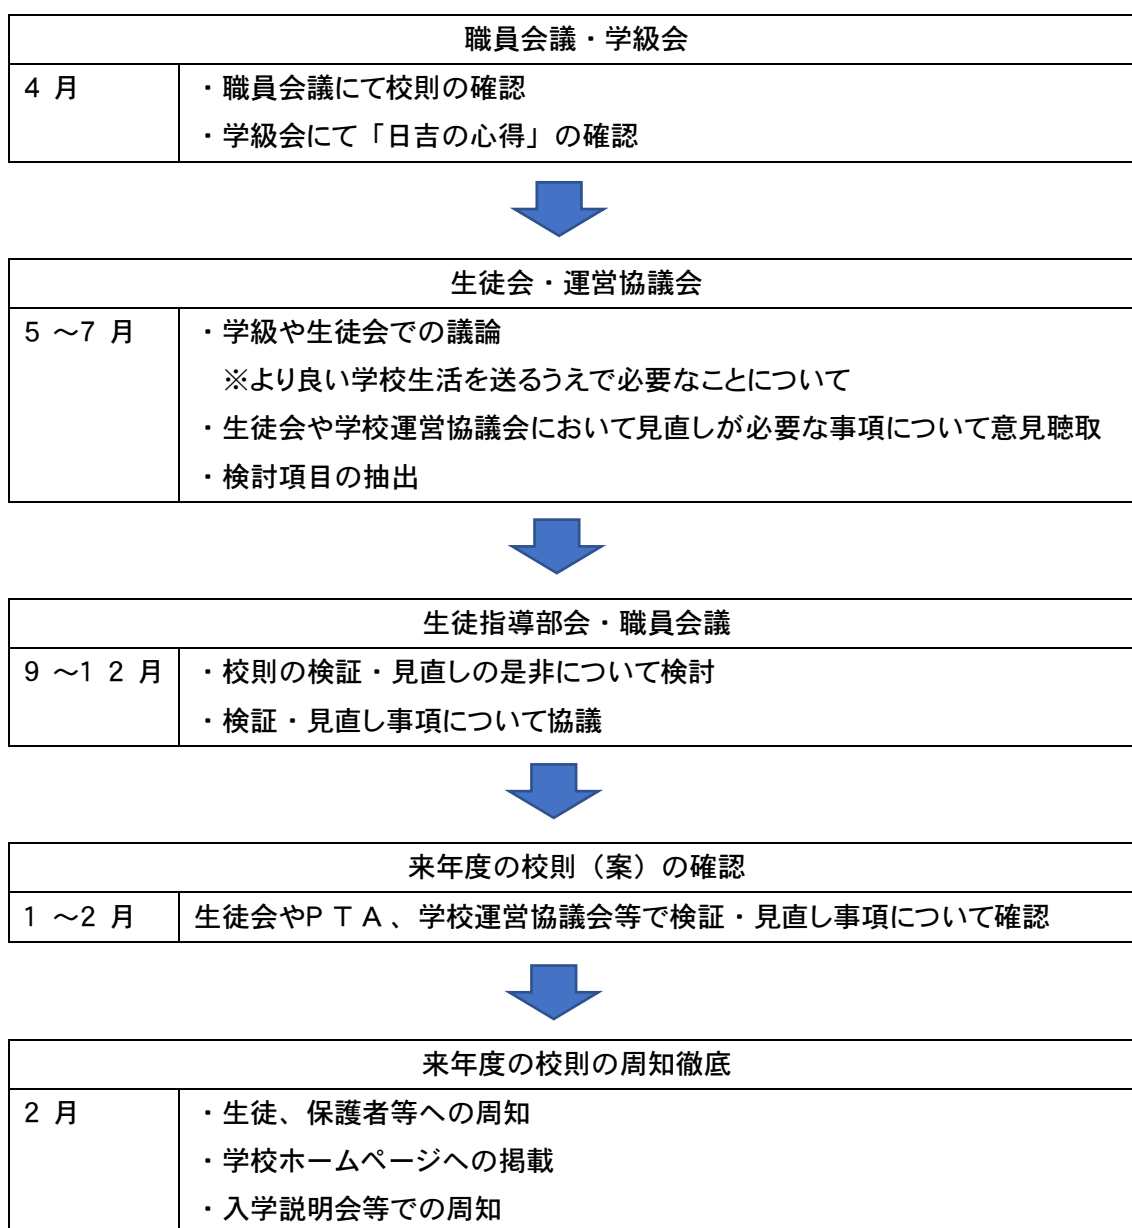 職員会議・学級会
4 月 ・職員会議にて校則の確認
・学級会にて「日吉の心得」の確認
生徒会・運営協議会
5 ～7 月 ・学級や生徒会での議論
※より良い学校生活を送るうえで必要なことについて
・生徒会や学校運営協議会において見直しが必要な事項について意見聴取
・検討項目の抽出
生徒指導部会・職員会議
9 ～1 2 月 ・校則の検証・見直しの是非について検討
・検証・見直し事項について協議
来年度の校則（案）の確認
1 ～2 月 生徒会やP T A 、学校運営協議会等で検証・見直し事項について確認
来年度の校則の周知徹底
2 月 ・生徒、保護者等への周知
・学校ホームページへの掲載
・入学説明会等での周知